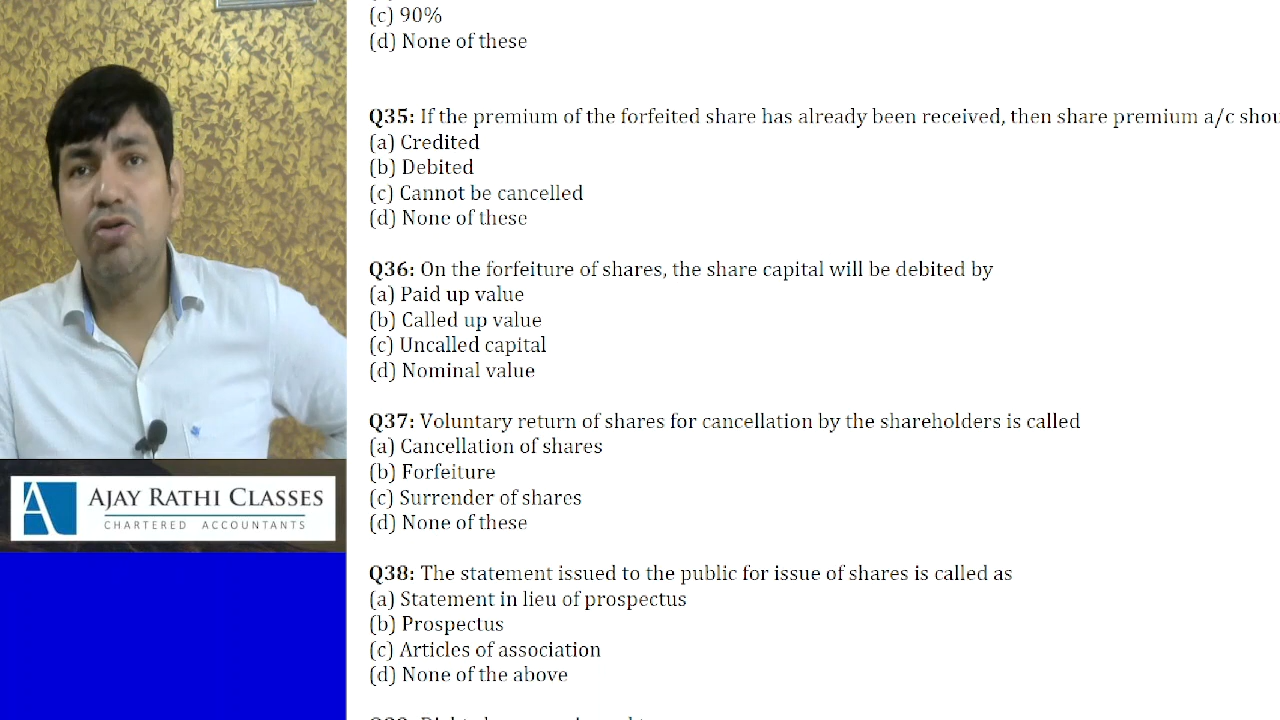 (c) 90%
(d) None of these
Q35: If the premium of the forfeited share has already been received, then share premium a/c
(a) Credited
(b) Debited
(c) Cannot be cancelled
(d) None of these
Q36: On the forfeiture of shares, the share capital will be debited by
(a) Paid up value
(b) Called up value
(c) Uncalled capital
(d) Nominal value
Q37: Voluntary return of shares for cancellation by the shareholders is called
(a) Cancellation of shares
(b) Forfeiture
(c) Surrender of shares
(d) None of these
Q38: The statement issued to the public for issue of shares is called as
(a) Statement in lieu of prospectus
(b) Prospectus
(c) Articles of association
(d) None of the above
AJAY RATHI CLASSES
CHARTERED ACCOUNTANTS